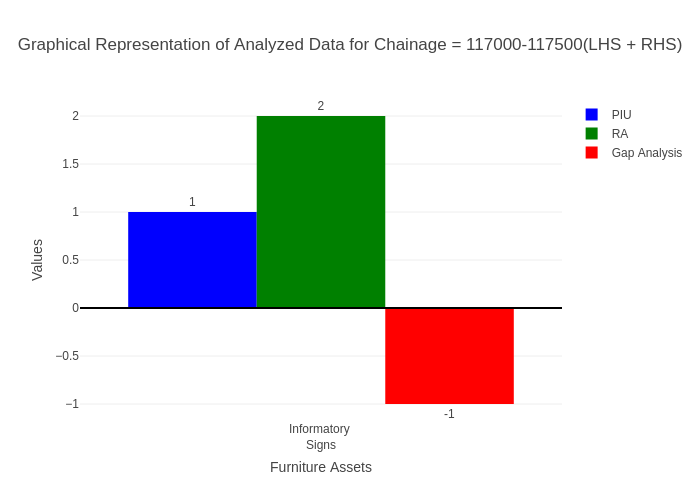 Graphical Representation of Analyzed Data for Chainage = 117000-117500(LHS + RHS)
PIU
RA
Gap Analysis
2
1
-1
2
1.5
1
0.5
0
−0.5
−1
Values
Informatory
Signs
Furniture Assets